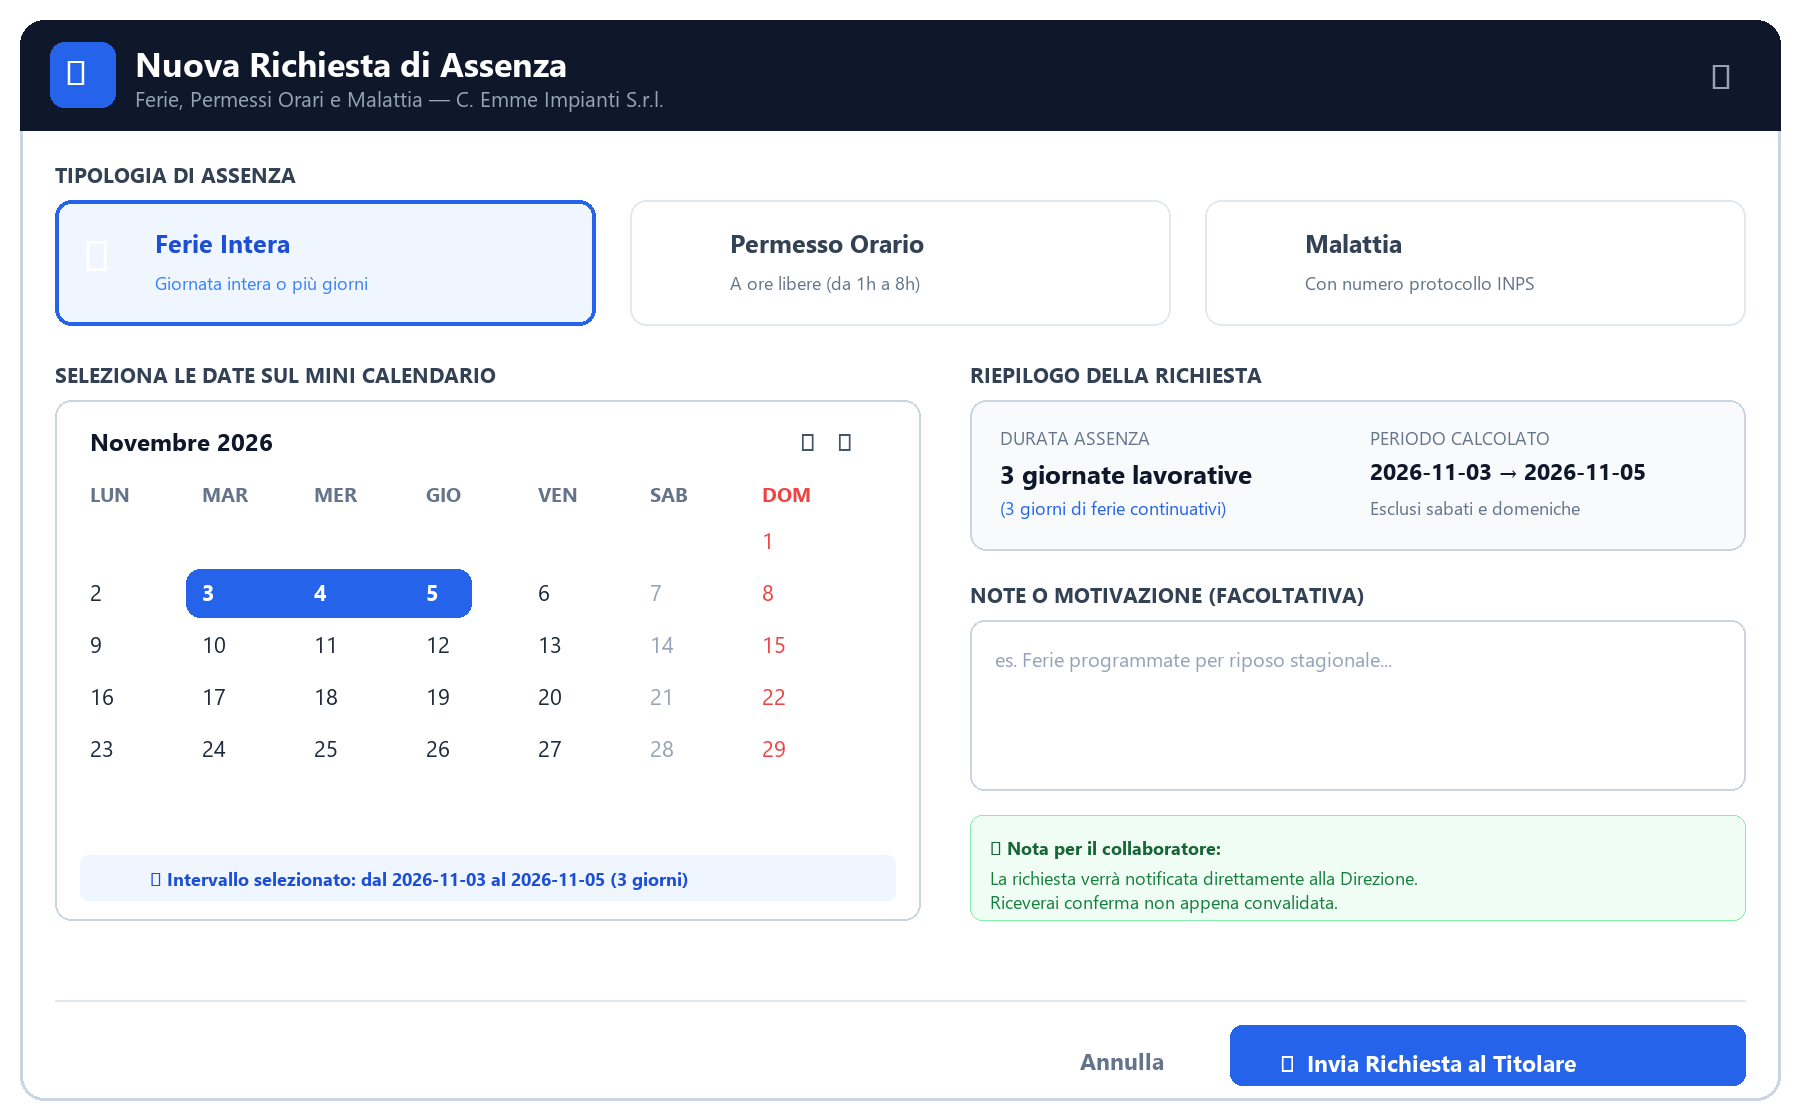 Nuova Richiesta di Assenza
Ferie, Permessi Orari e Malattia — C. Emme Impianti S.r.l.
TIPOLOGIA DI ASSENZA
Ferie Intera
Giornata intera o più giorni
Permesso Orario
A ore libere (da 1h a 8h)
Malattia
Con numero protocollo INPS
SELEZIONA LE DATE SUL MINI CALENDARIO
Novembre 2026
LUN MAR MER GIO VEN SAB DOM
1
2 3 4 5 6 7 8
9 10 11 12 13 14 15
16 17 18 19 20 21 22
23 24 25 26 27 28 29
Intervallo selezionato: dal 2026-11-03 al 2026-11-05 (3 giorni)
RIEPILOGO DELLA RICHIESTA
DURATA ASSENZA
3 giornate lavorative
(3 giorni di ferie continuativi)
PERIODO CALCOLATO
2026-11-03 → 2026-11-05
Esclusi sabati e domeniche
NOTE O MOTIVAZIONE (FACOLTATIVA)
es. Ferie programmate per riposo stagionale...
Nota per il collaboratore:
La richiesta verrà notificata direttamente alla Direzione.
Riceverai conferma non appena convalidata.
Annulla
Invia Richiesta al Titolare